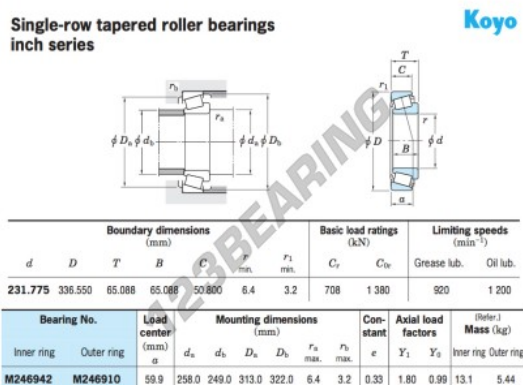 Single-row tapered roller bearings
inch series
Koyo
T
C
r1
r
B
φD
φd
a
rb
ra
φDa φdb
φda φDb
123BEARING
Boundary dimensions
(mm)
Basic load ratings
(kN)
Limiting speeds
(min⁻¹)
d D T B C r min. r1 min. Cr C0r Grease lub. Oil lub.
231.775 336.550 65.088 65.088 50.800 6.4 3.2 708 1 380 920 1 200
Bearing No.
Load center (mm) a
Mounting dimensions
(mm)
Con-stant e
Axial load factors
(Refer.)
Mass (kg)
Inner ring Outer ring da db Da Db ra max. rb max. Y1 Y0 Inner ring Outer ring
M246942 M246910 59.9 258.0 249.0 313.0 322.0 6.4 3.2 0.33 1.80 0.99 13.1 5.44